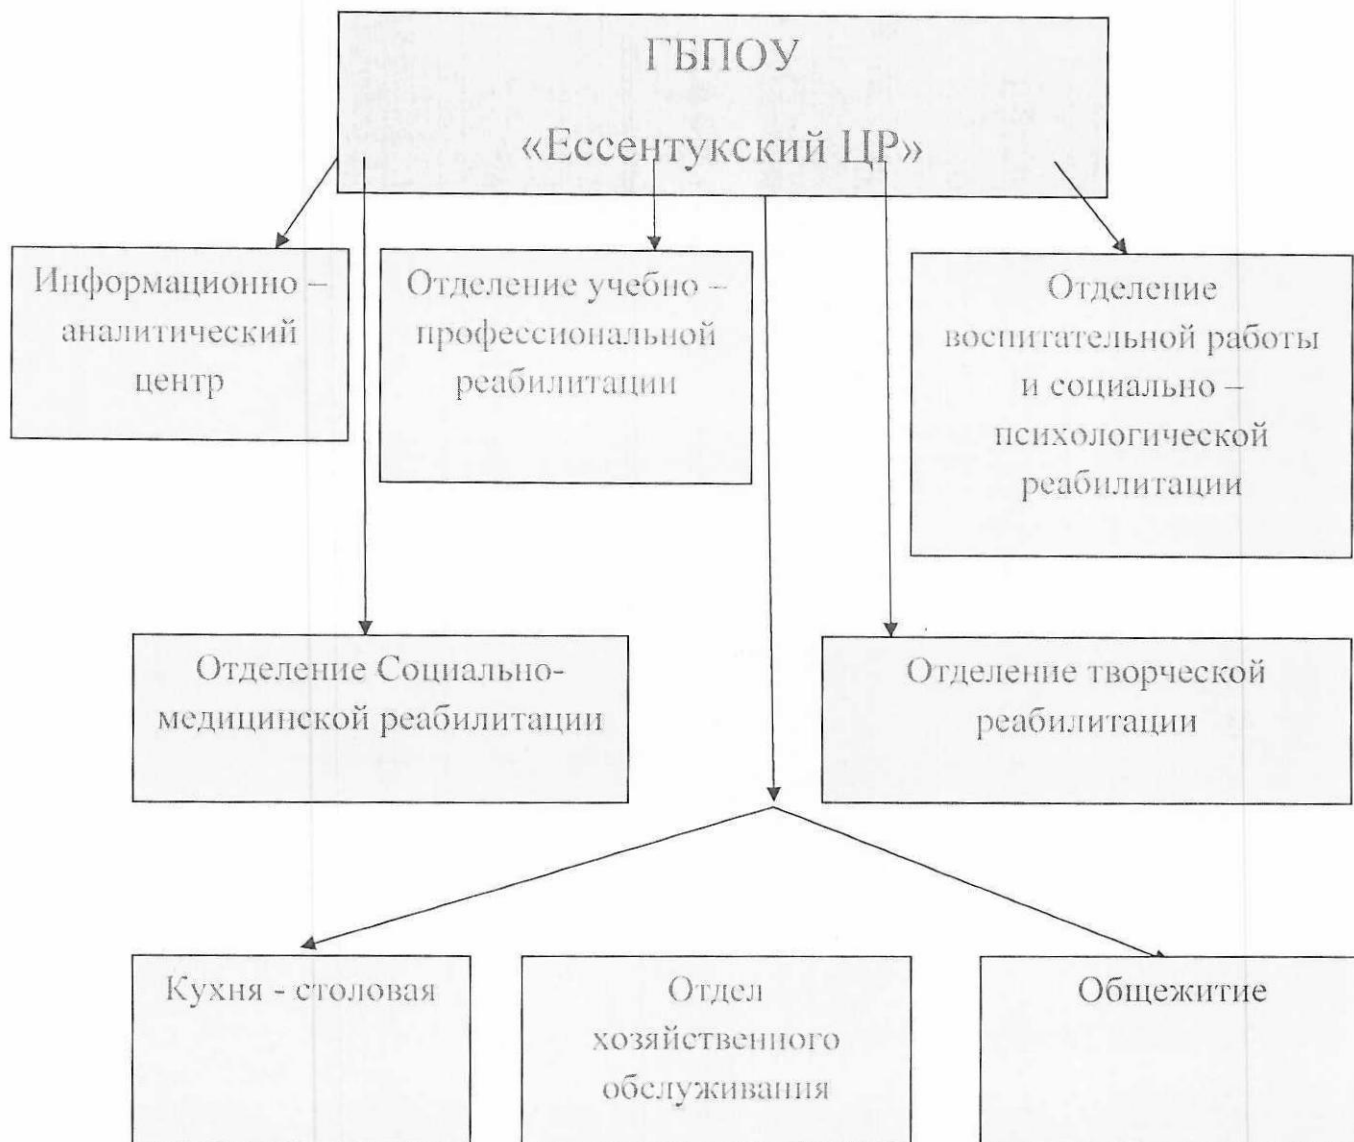 ГБПОУ
«Ессентукский ЦР»
Информационно –
аналитический
центр
Отделение учебно –
профессиональной
реабилитации
Отделение
воспитательной работы
и социально –
психологической
реабилитации
Отделение Социально-
медицинской реабилитации
Отделение творческой
реабилитации
Кухня - столовая
Отдел
хозяйственного
обслуживания
Общежитие